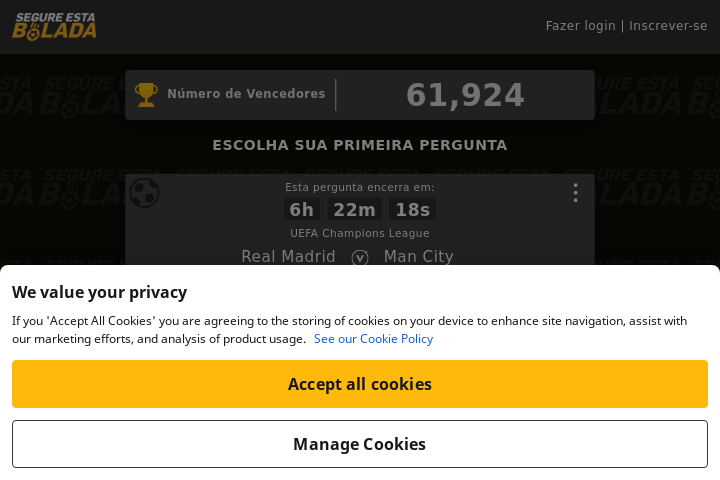 SEGURE ESTA
BOLADA
Fazer login | Inscrever-se
Número de Vencedores
61,924
ESCOLHA SUA PRIMEIRA PERGUNTA
Esta pergunta encerra em:
6h 22m 18s
UEFA Champions League
Real Madrid V Man City
We value your privacy
If you 'Accept All Cookies' you are agreeing to the storing of cookies on your device to enhance site navigation, assist with
our marketing efforts, and analysis of product usage. See our Cookie Policy
Accept all cookies
Manage Cookies